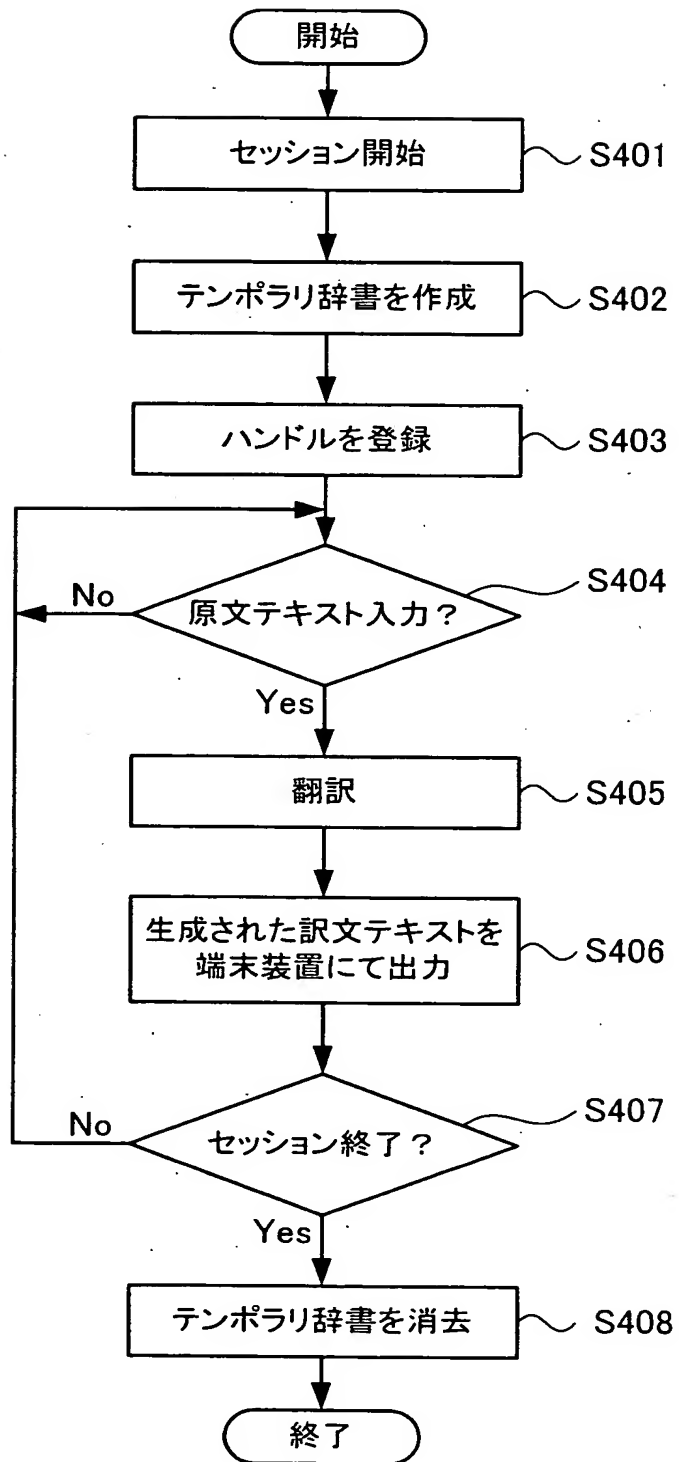 開始
セッション開始
S401
テンポラリ辞書を作成
S402
ハンドルを登録
S403
原文テキスト入力？
S404
No
Yes
翻訳
S405
生成された訳文テキストを
端末装置にて出力
S406
セッション終了？
S407
No
Yes
テンポラリ辞書を消去
S408
終了